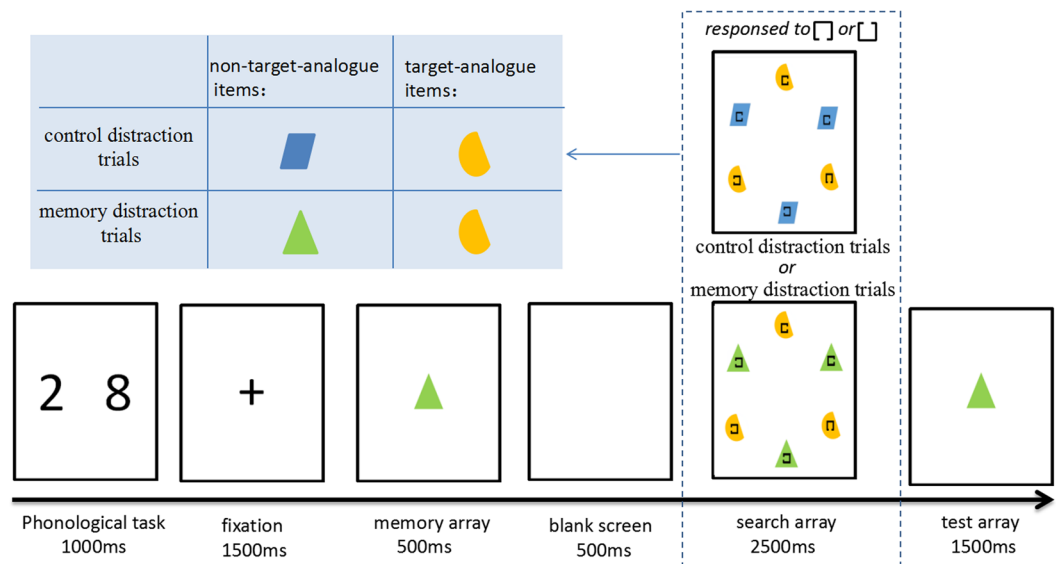 responsed to [ ] or [ ]
non-target-analogue
items:
target-analogue
items:
control distraction
trials
memory distraction
trials
control distraction trials
or
memory distraction trials
2 8
+
Phonological task
1000ms
fixation
1500ms
memory array
500ms
blank screen
500ms
search array
2500ms
test array
1500ms